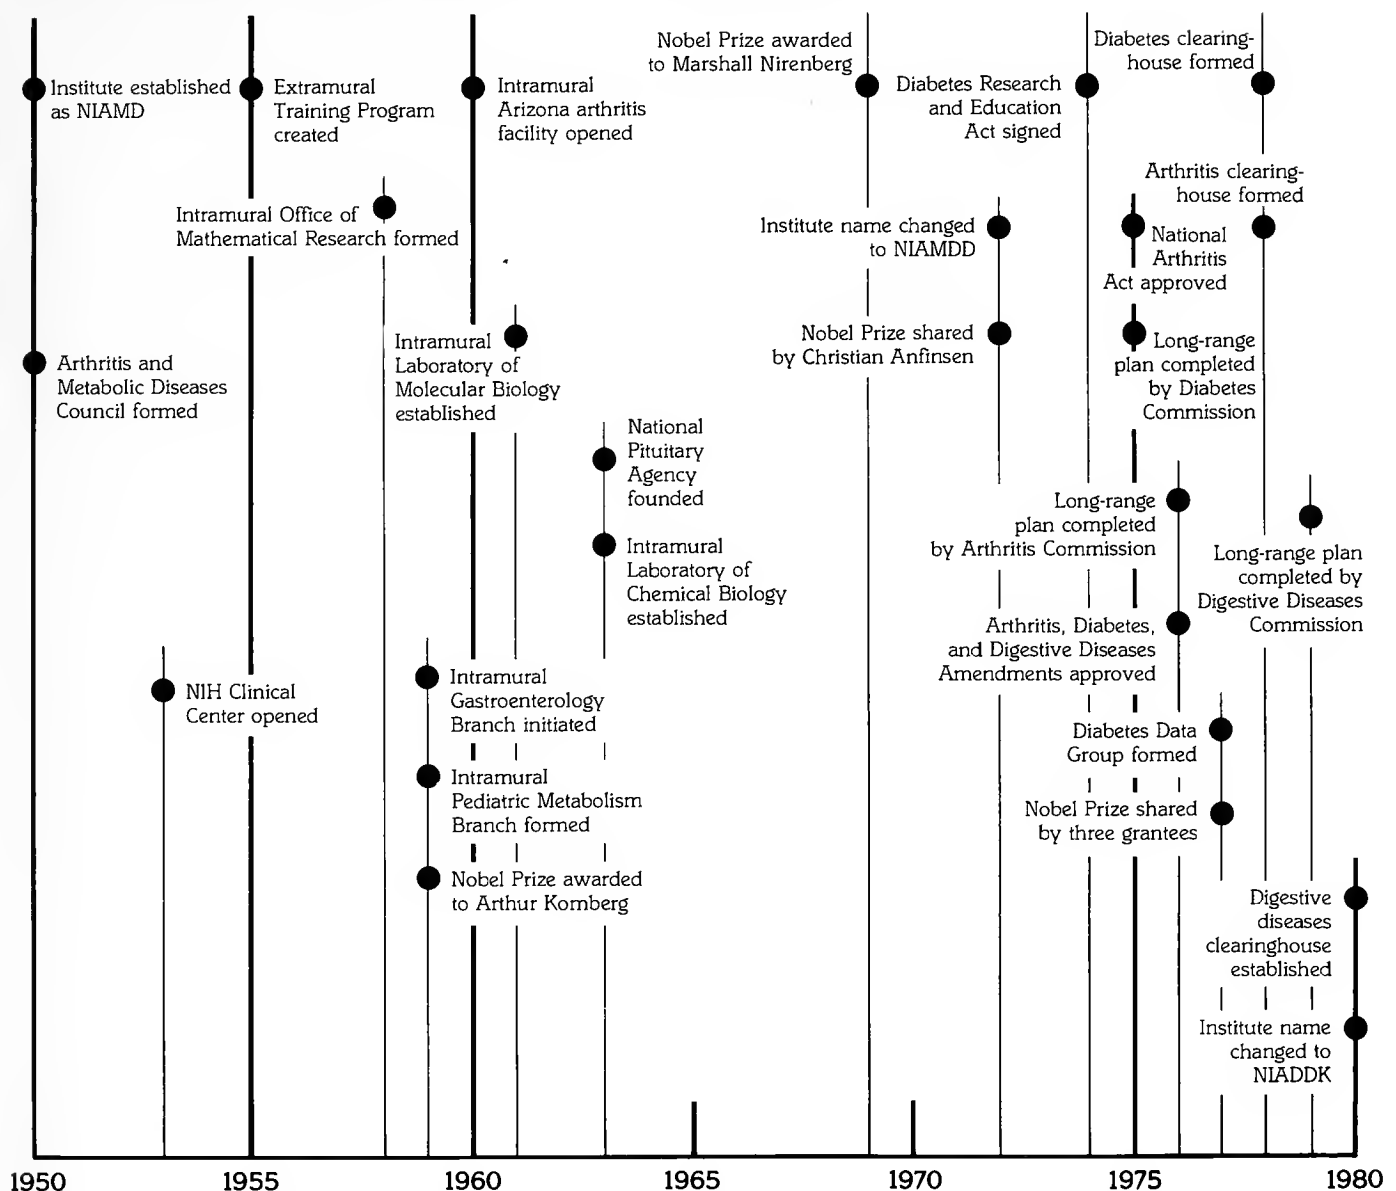 Institute established
as NIAMD
Extramural
Training Program
created
Intramural
Arizona arthritis
facility opened
Nobel Prize awarded
to Marshall Nirenberg
Diabetes Research
and Education
Act signed
Diabetes clearing-
house formed
Arthritis clearing-
house formed
Intramural Office of
Mathematical Research formed
Institute name changed
to NIAMDD
National
Arthritis
Act approved
Arthritis and
Metabolic Diseases
Council formed
Intramural
Laboratory of
Molecular Biology
established
Nobel Prize shared
by Christian Anfinsen
Long-range
plan completed
by Diabetes
Commission
National
Pituitary
Agency
founded
Intramural
Laboratory of
Chemical Biology
established
Long-range
plan completed
by Arthritis Commission
Long-range plan
completed by
Digestive Diseases
Commission
Arthritis, Diabetes,
and Digestive Diseases
Amendments approved
NIH Clinical
Center opened
Intramural
Gastroenterology
Branch initiated
Diabetes Data
Group formed
Intramural
Pediatric Metabolism
Branch formed
Nobel Prize shared
by three grantees
Nobel Prize awarded
to Arthur Kornberg
Digestive
diseases
clearinghouse
established
Institute name
changed to
NIADDK
1950 1955 1960 1965 1970 1975 1980